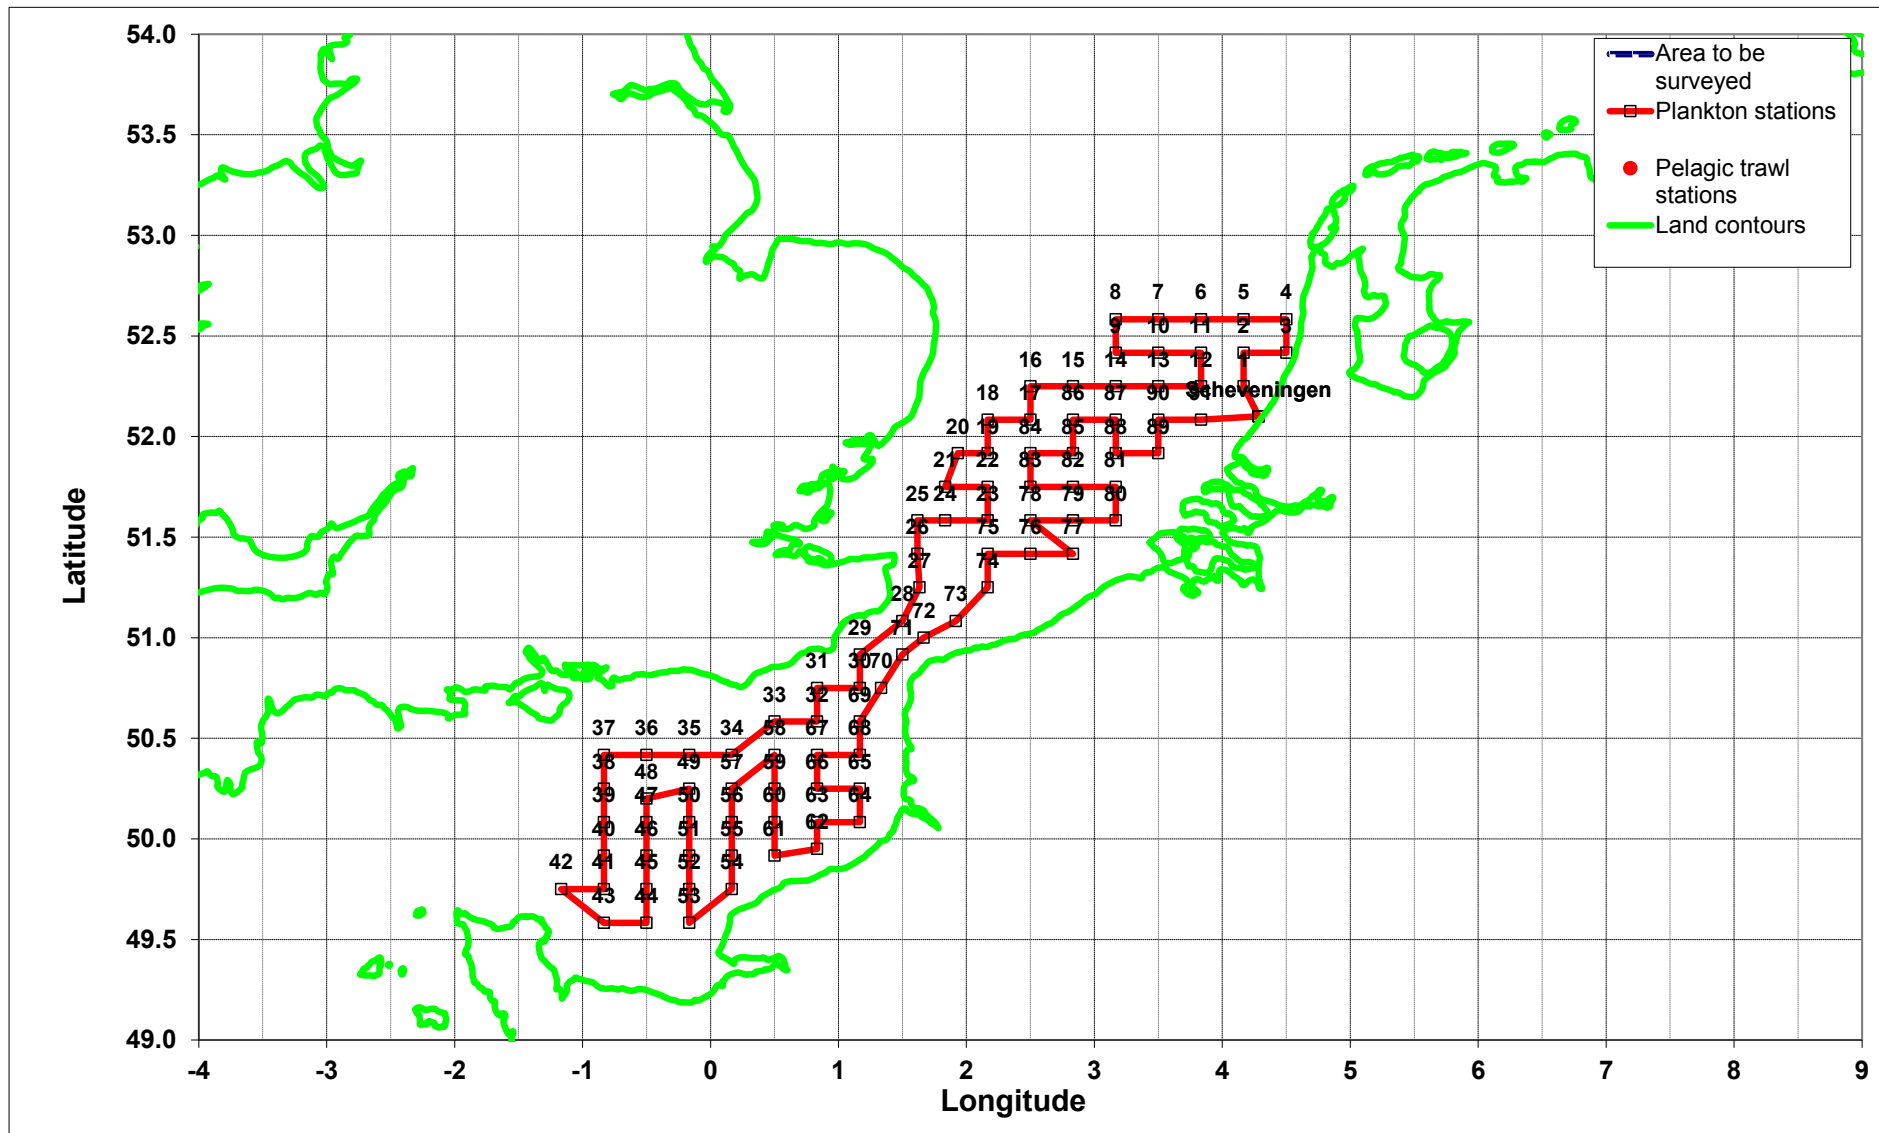 54.0
53.5
53.0
52.5
52.0
51.5
51.0
50.5
50.0
49.5
49.0
Latitude
-4 -3 -2 -1 0 1 2 3 4 5 6 7 8 9
Longitude
Area to be
surveyed
Plankton stations
Pelagic trawl
stations
Land contours
8 7 6 5 4
9 10 11 2 3
16 15 14 13 12 1
Scheveningen
18 17 86 87 90 91
20 19 84 85 88 89
21 22 83 82 81
25 24 23 78 79 80
26 75 76 77
27 74
28 73
72
29 71
31 30 70
33 32 69
37 36 35 34 58 67 68
38 48 49 57 59 66 65
39 47 50 56 60 63 64
40 46 51 55 61 62
42 41 45 52 54
43 44 53